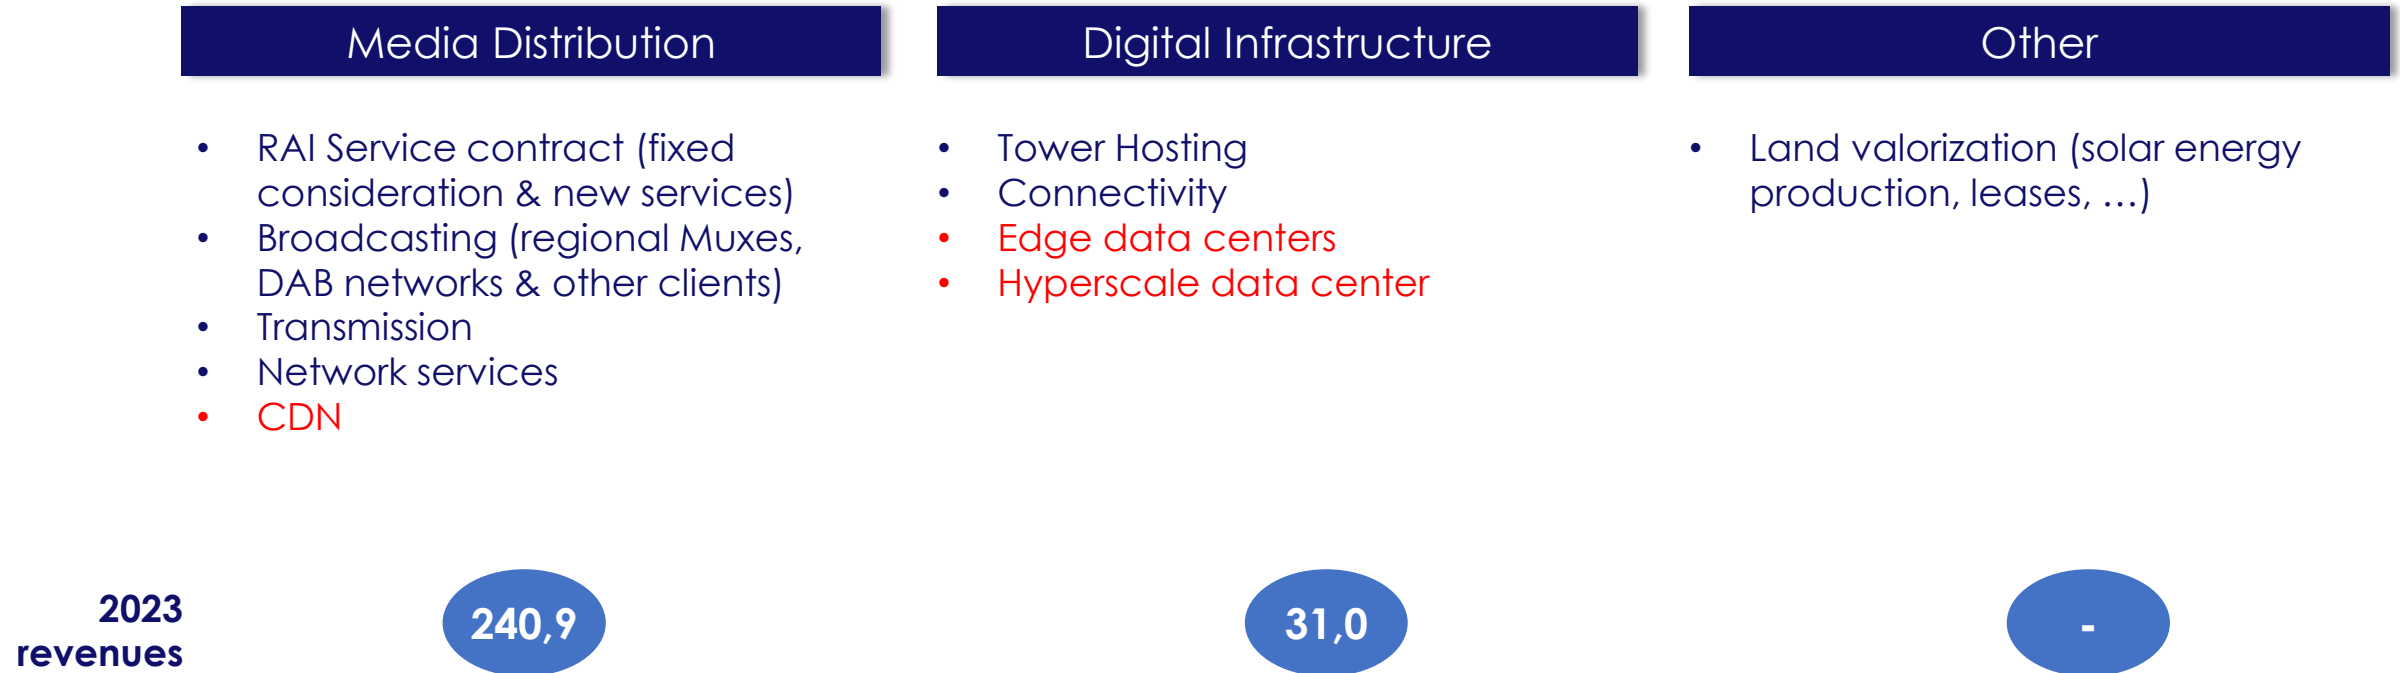 Media Distribution
Digital Infrastructure
Other
• RAI Service contract (fixed
consideration & new services)
• Broadcasting (regional Muxes,
DAB networks & other clients)
• Transmission
• Network services
• CDN
• Tower Hosting
• Connectivity
• Edge data centers
• Hyperscale data center
• Land valorization (solar energy
production, leases, …)
2023
revenues
240,9
31,0
-